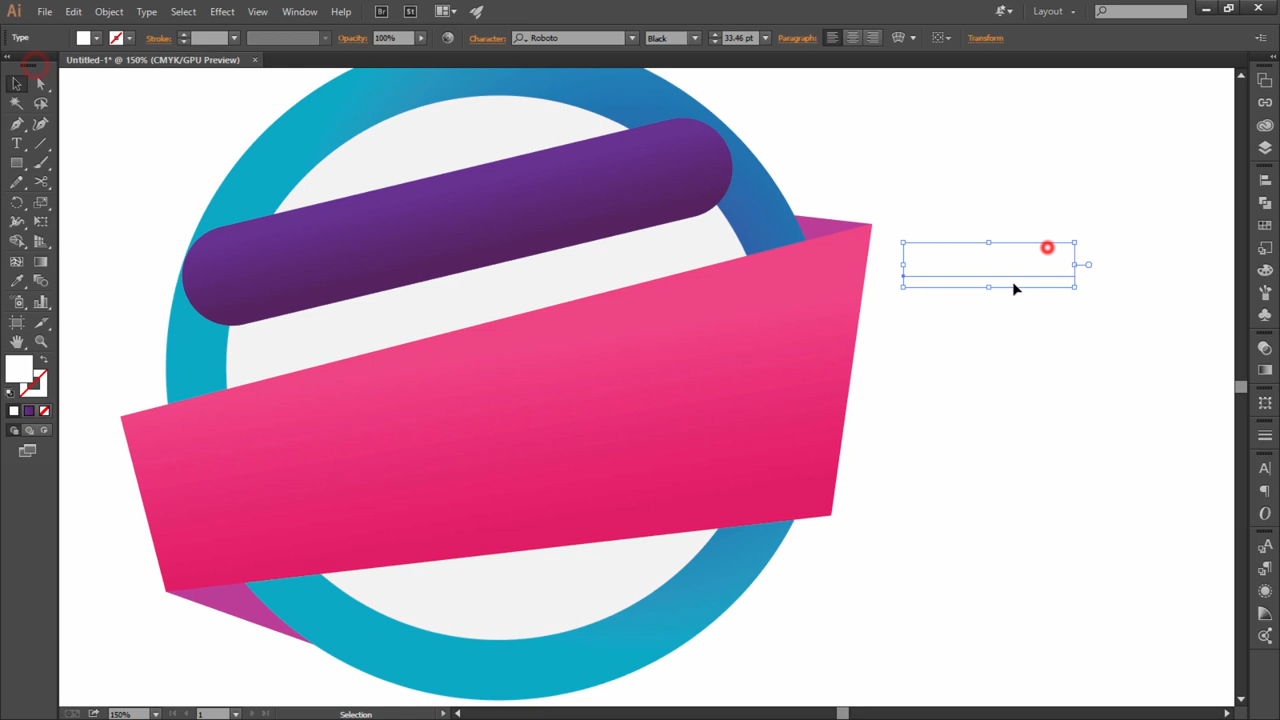 Ai File Edit Object Type Select Effect View Window Help Br St Layout
Type Stroke: Opacity: 100% Character: Roboto Black 33.46 pt Paragraph: Transform
Untitled-1* @ 150% (CMYK/GPU Preview) ×
150% 1 Selection